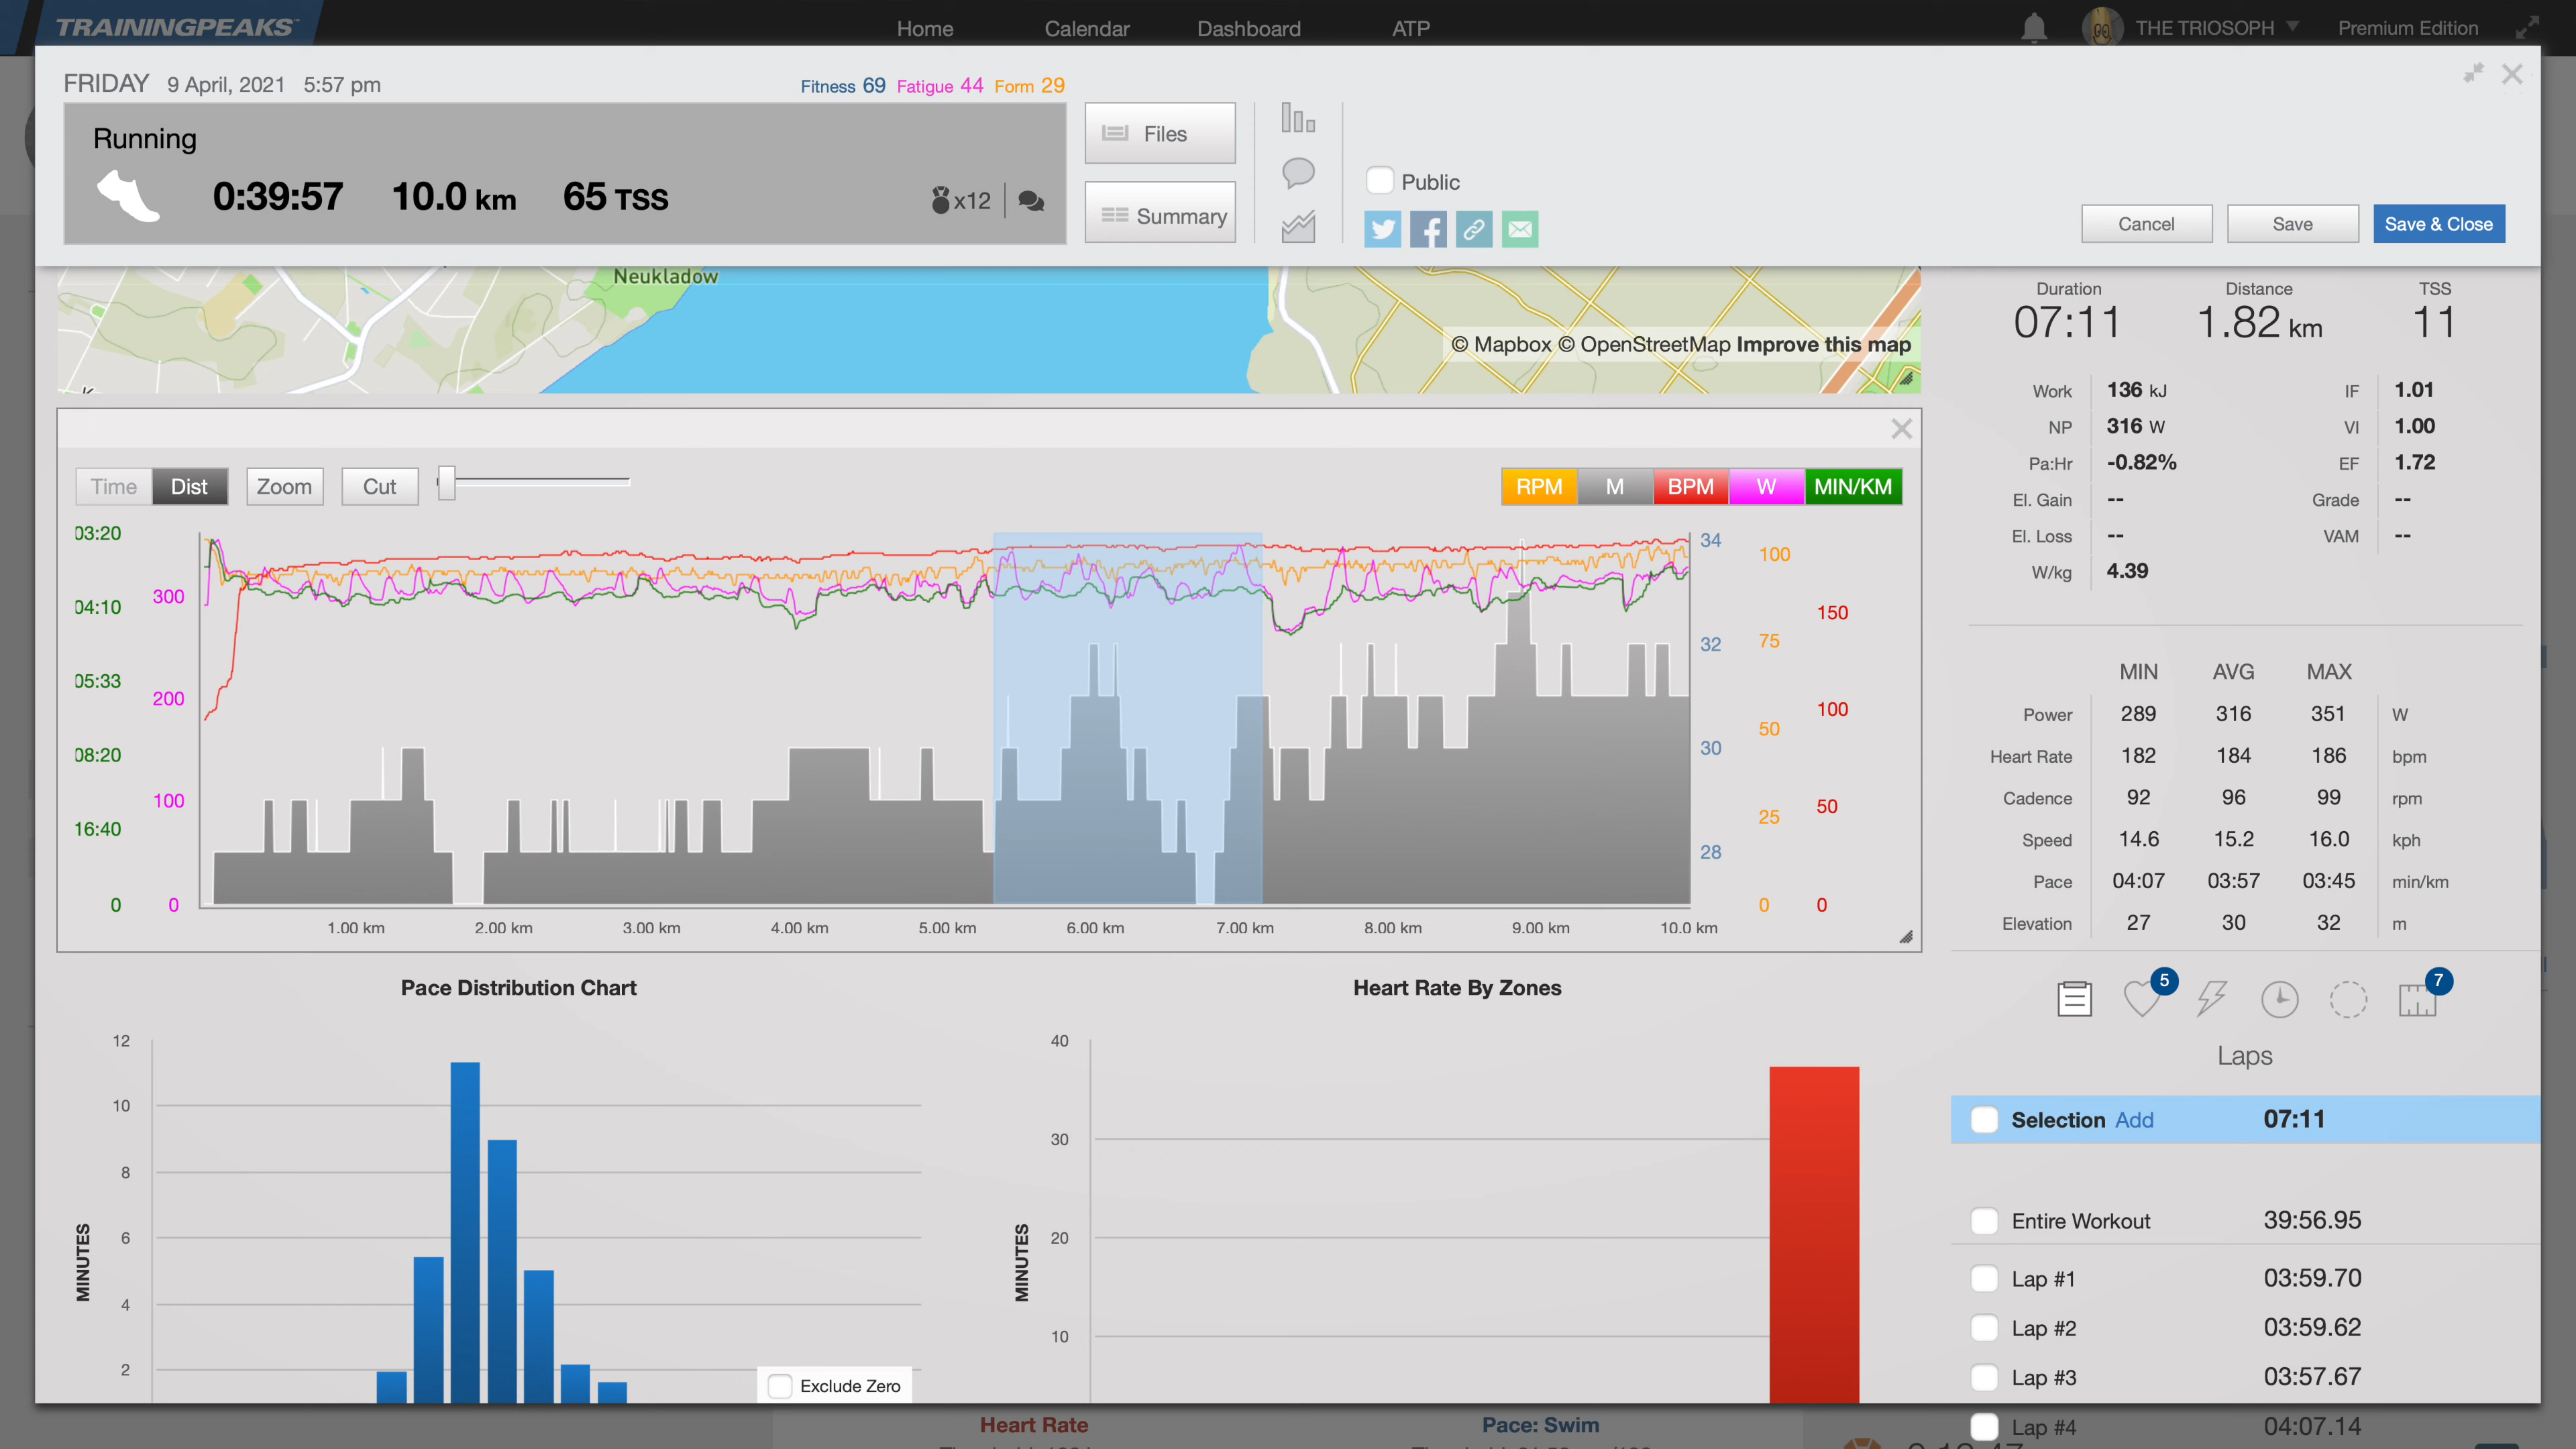 TRAININGPEAKS™ Home Calendar Dashboard ATP THE TRIOSOPH Premium Edition
FRIDAY 9 April, 2021 5:57 pm Fitness 69 Fatigue 44 Form 29
Running
0:39:57 10.0 km 65 TSS x12
Files
Summary
Public
Cancel Save Save & Close
Neukladow
© Mapbox © OpenStreetMap Improve this map
Duration Distance TSS
07:11 1.82 km 11
Work 136 kJ IF 1.01
NP 316 W VI 1.00
Pa:Hr -0.82% EF 1.72
El. Gain -- Grade --
El. Loss -- VAM --
W/kg 4.39
Time Dist Zoom Cut RPM M BPM W MIN/KM
03:20
04:10
05:33
08:20
16:40
0
300
200
100
0
34
32
30
28
100
75
50
25
0
150
100
50
0
1.00 km 2.00 km 3.00 km 4.00 km 5.00 km 6.00 km 7.00 km 8.00 km 9.00 km 10.0 km
MIN AVG MAX
Power 289 316 351 W
Heart Rate 182 184 186 bpm
Cadence 92 96 99 rpm
Speed 14.6 15.2 16.0 kph
Pace 04:07 03:57 03:45 min/km
Elevation 27 30 32 m
5 7
Laps
Selection Add 07:11
Entire Workout 39:56.95
Lap #1 03:59.70
Lap #2 03:59.62
Lap #3 03:57.67
Lap #4 04:07.14
Pace Distribution Chart
12
10
8
6
4
2
MINUTES
Exclude Zero
Heart Rate By Zones
40
30
20
10
MINUTES
Heart Rate Pace: Swim